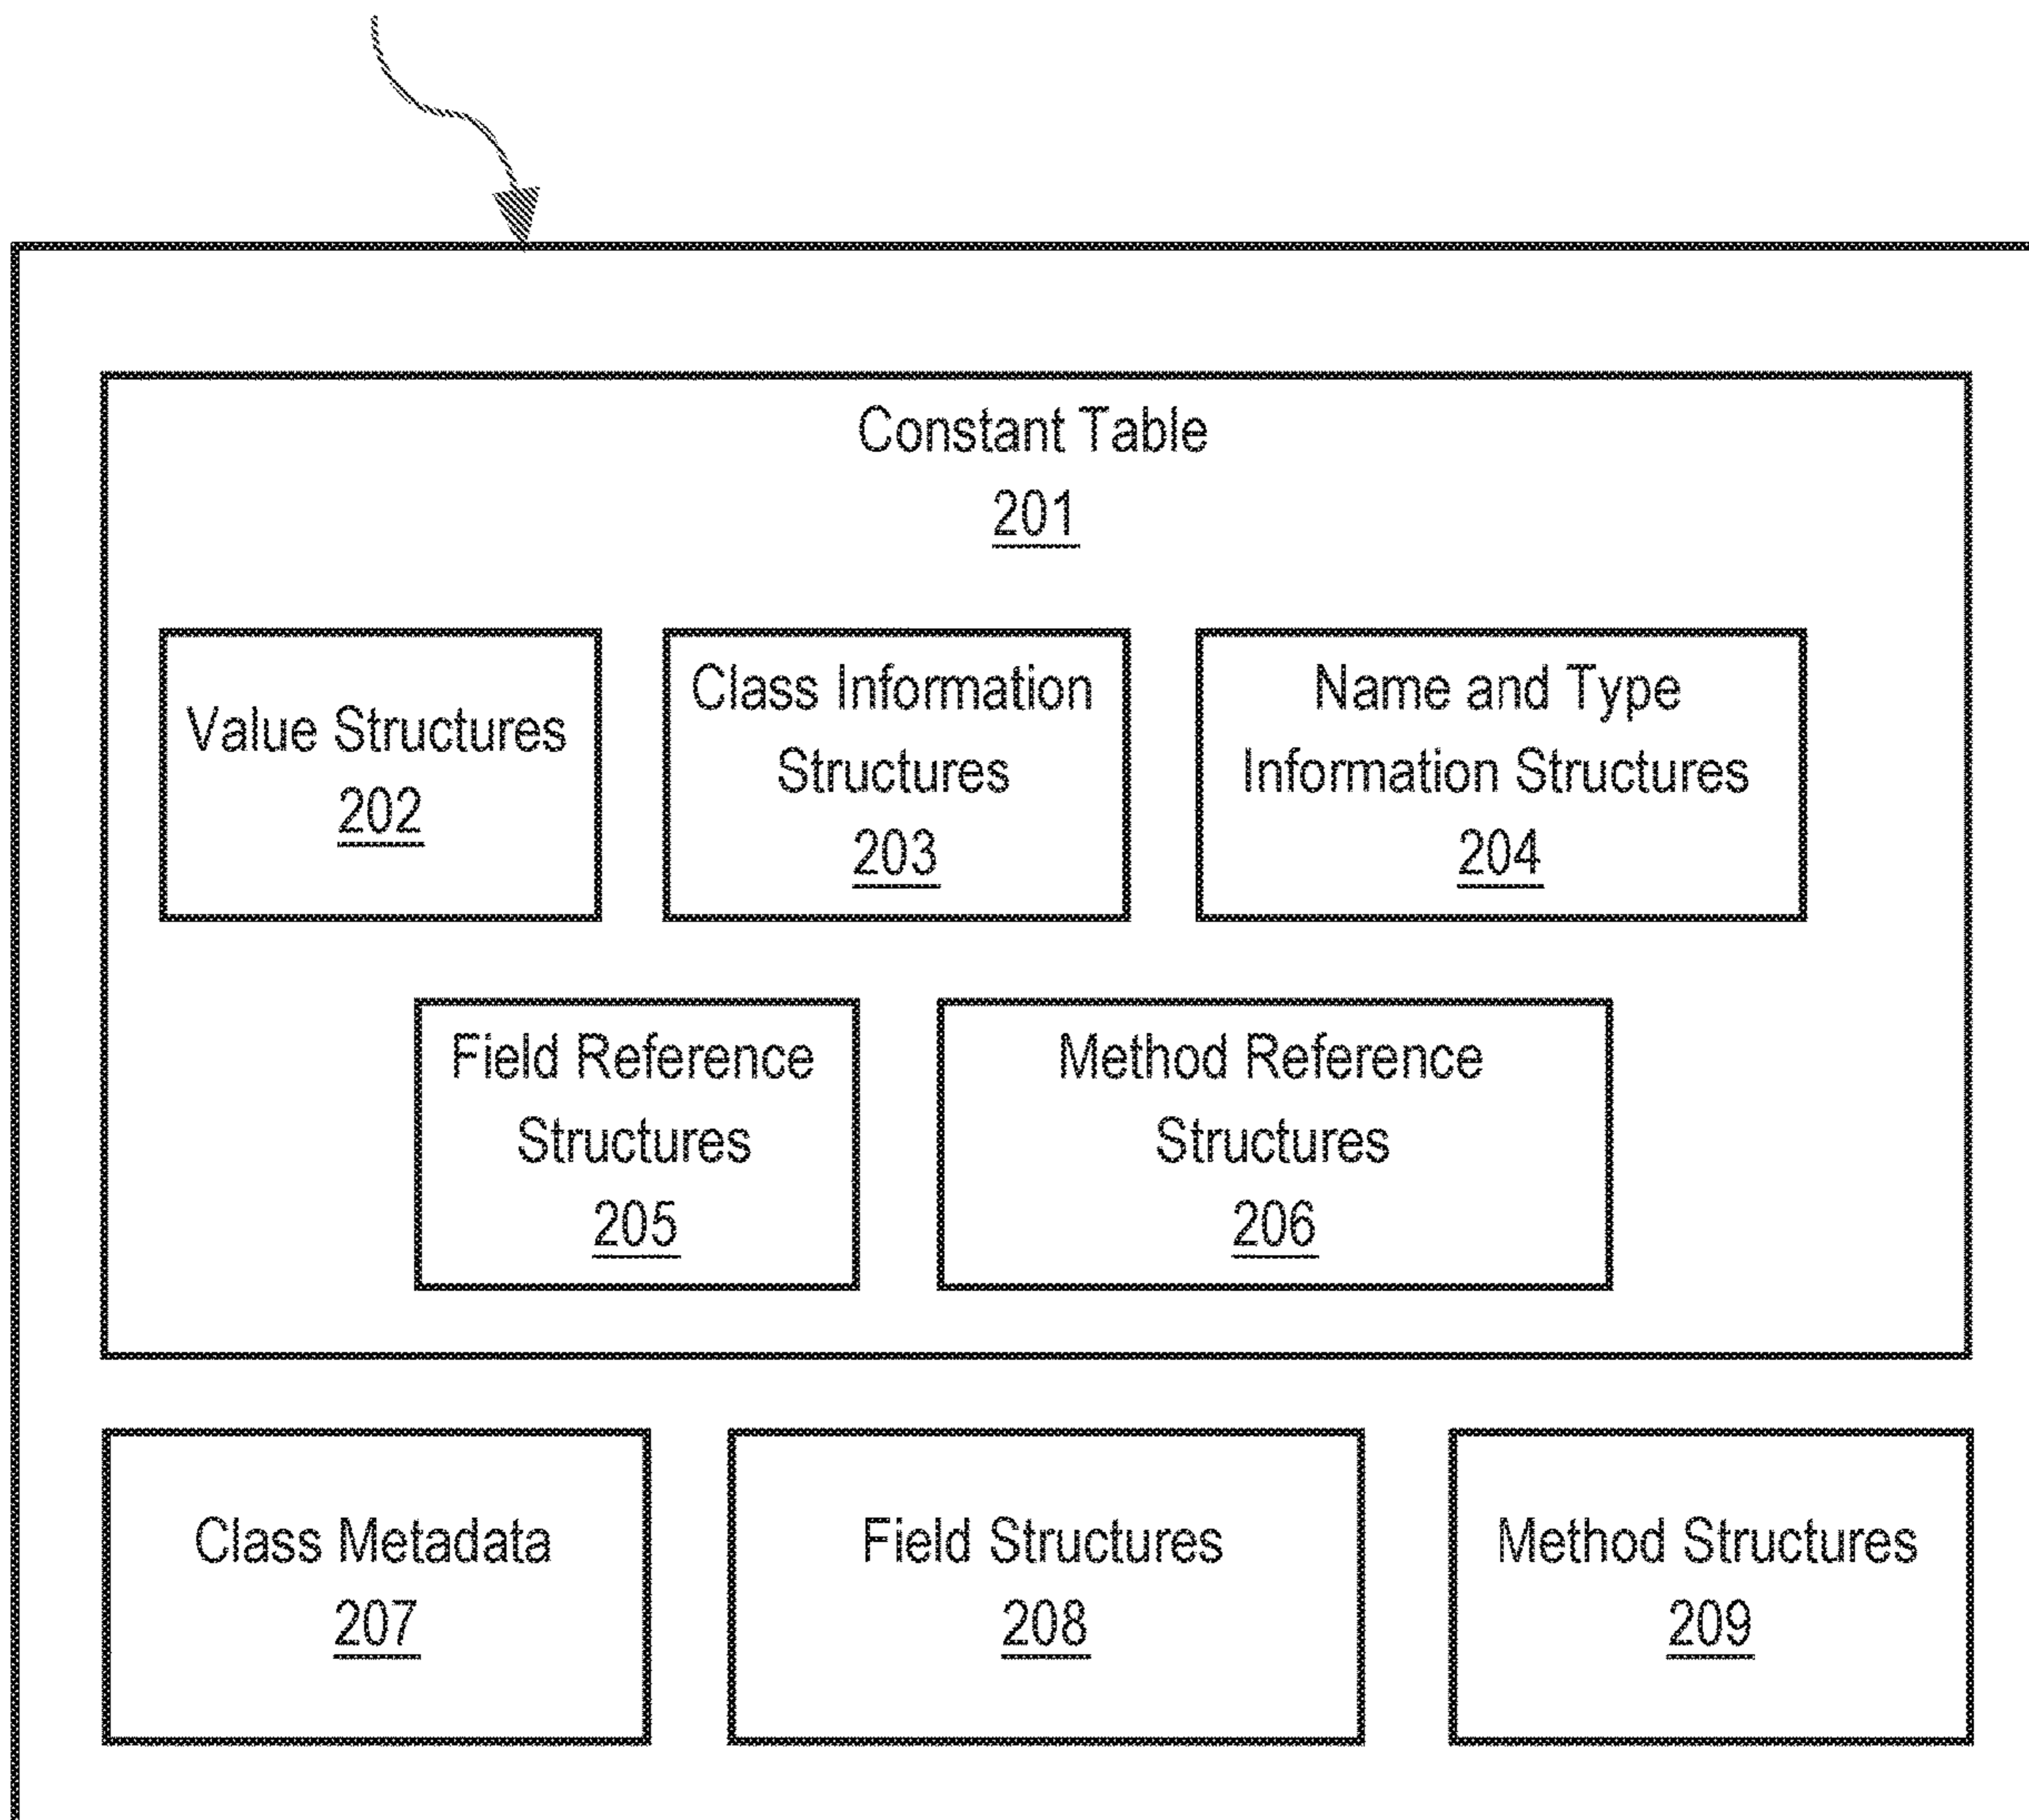 Constant Table
201
Value Structures
202
Class Information
Structures
203
Name and Type
Information Structures
204
Field Reference
Structures
205
Method Reference
Structures
206
Class Metadata
207
Field Structures
208
Method Structures
209